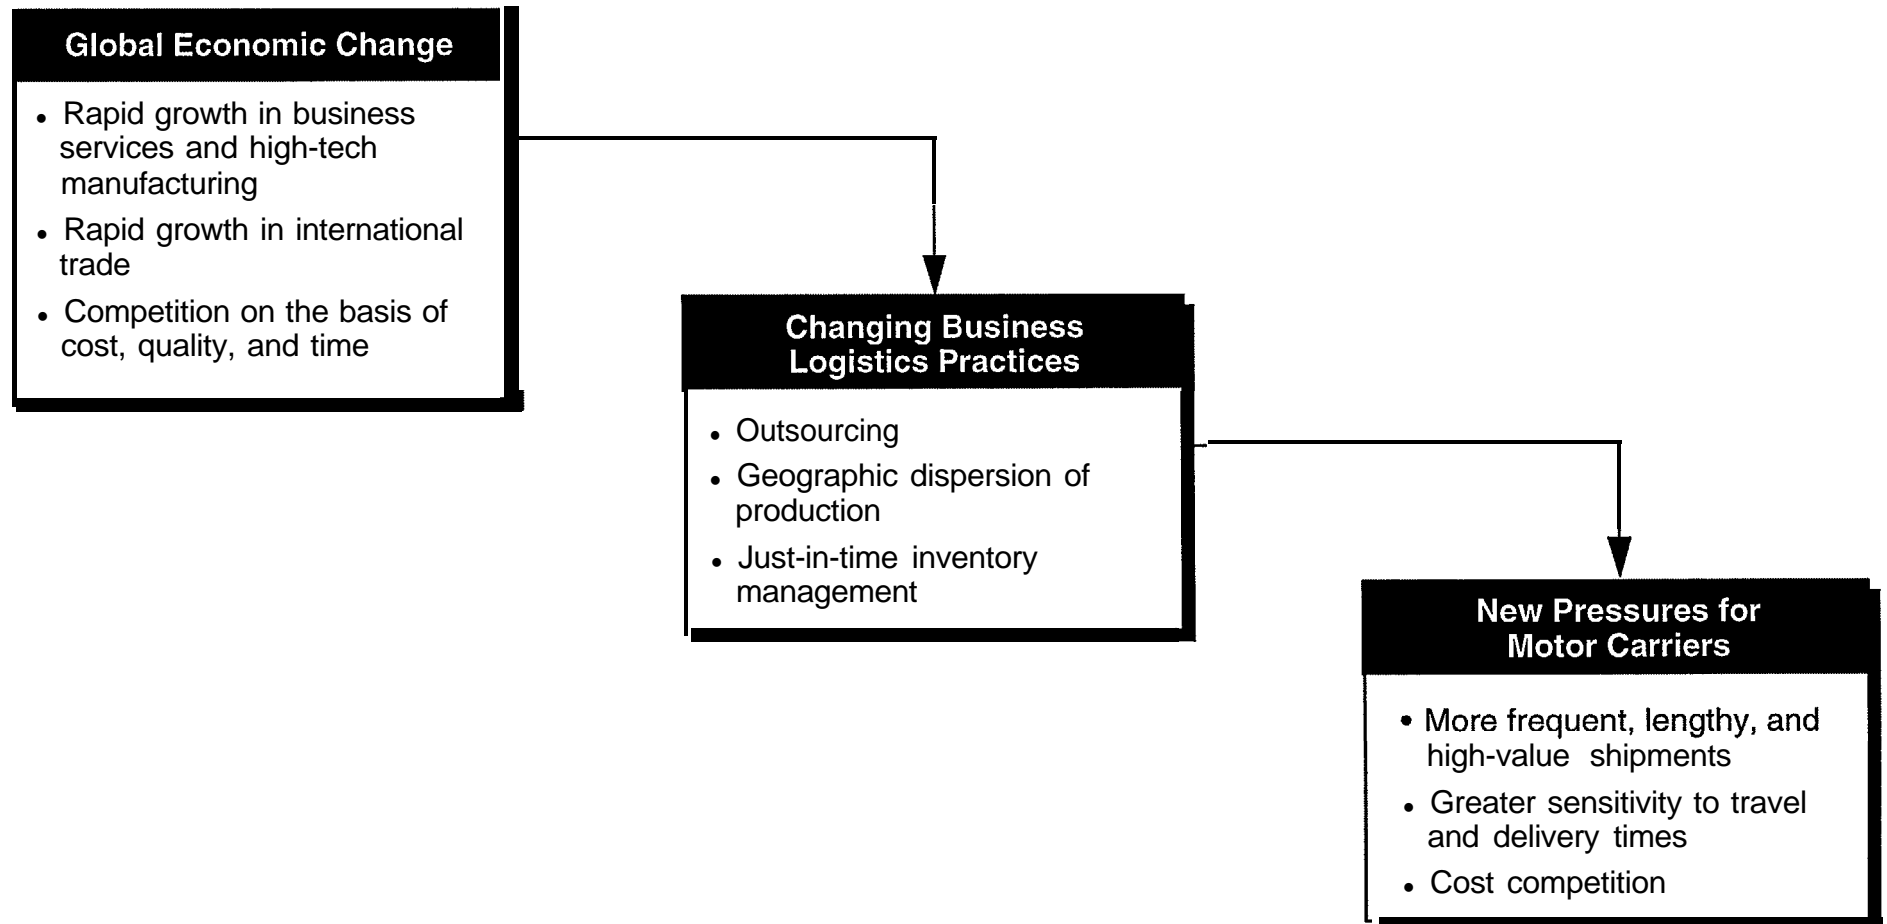 Global Economic Change
• Rapid growth in business
services and high-tech
manufacturing
• Rapid growth in international
trade
• Competition on the basis of
cost, quality, and time
Changing Business
Logistics Practices
• Outsourcing
• Geographic dispersion of
production
• Just-in-time inventory
management
New Pressures for
Motor Carriers
• More frequent, lengthy, and
high-value shipments
• Greater sensitivity to travel
and delivery times
• Cost competition